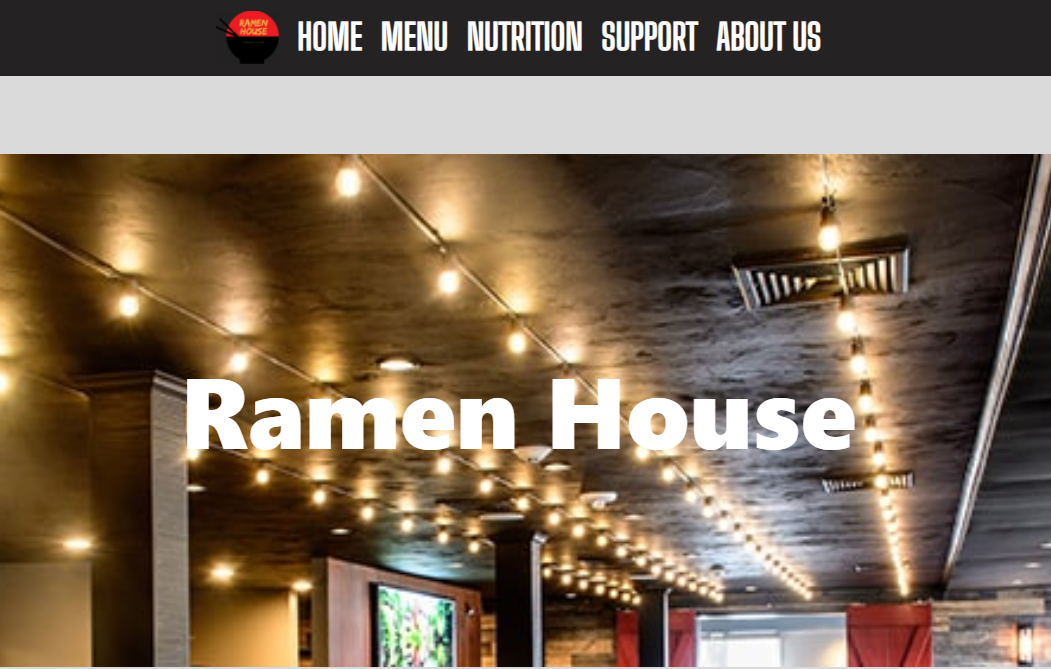 RAMEN
HOUSE
HOME MENU NUTRITION SUPPORT ABOUT US
Ramen House